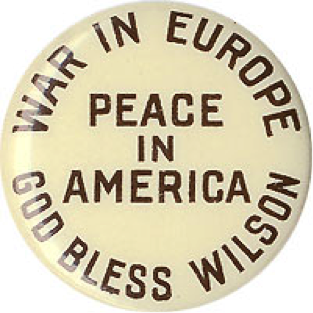 WAR IN EUROPE
PEACE
IN
AMERICA
GOD BLESS WILSON